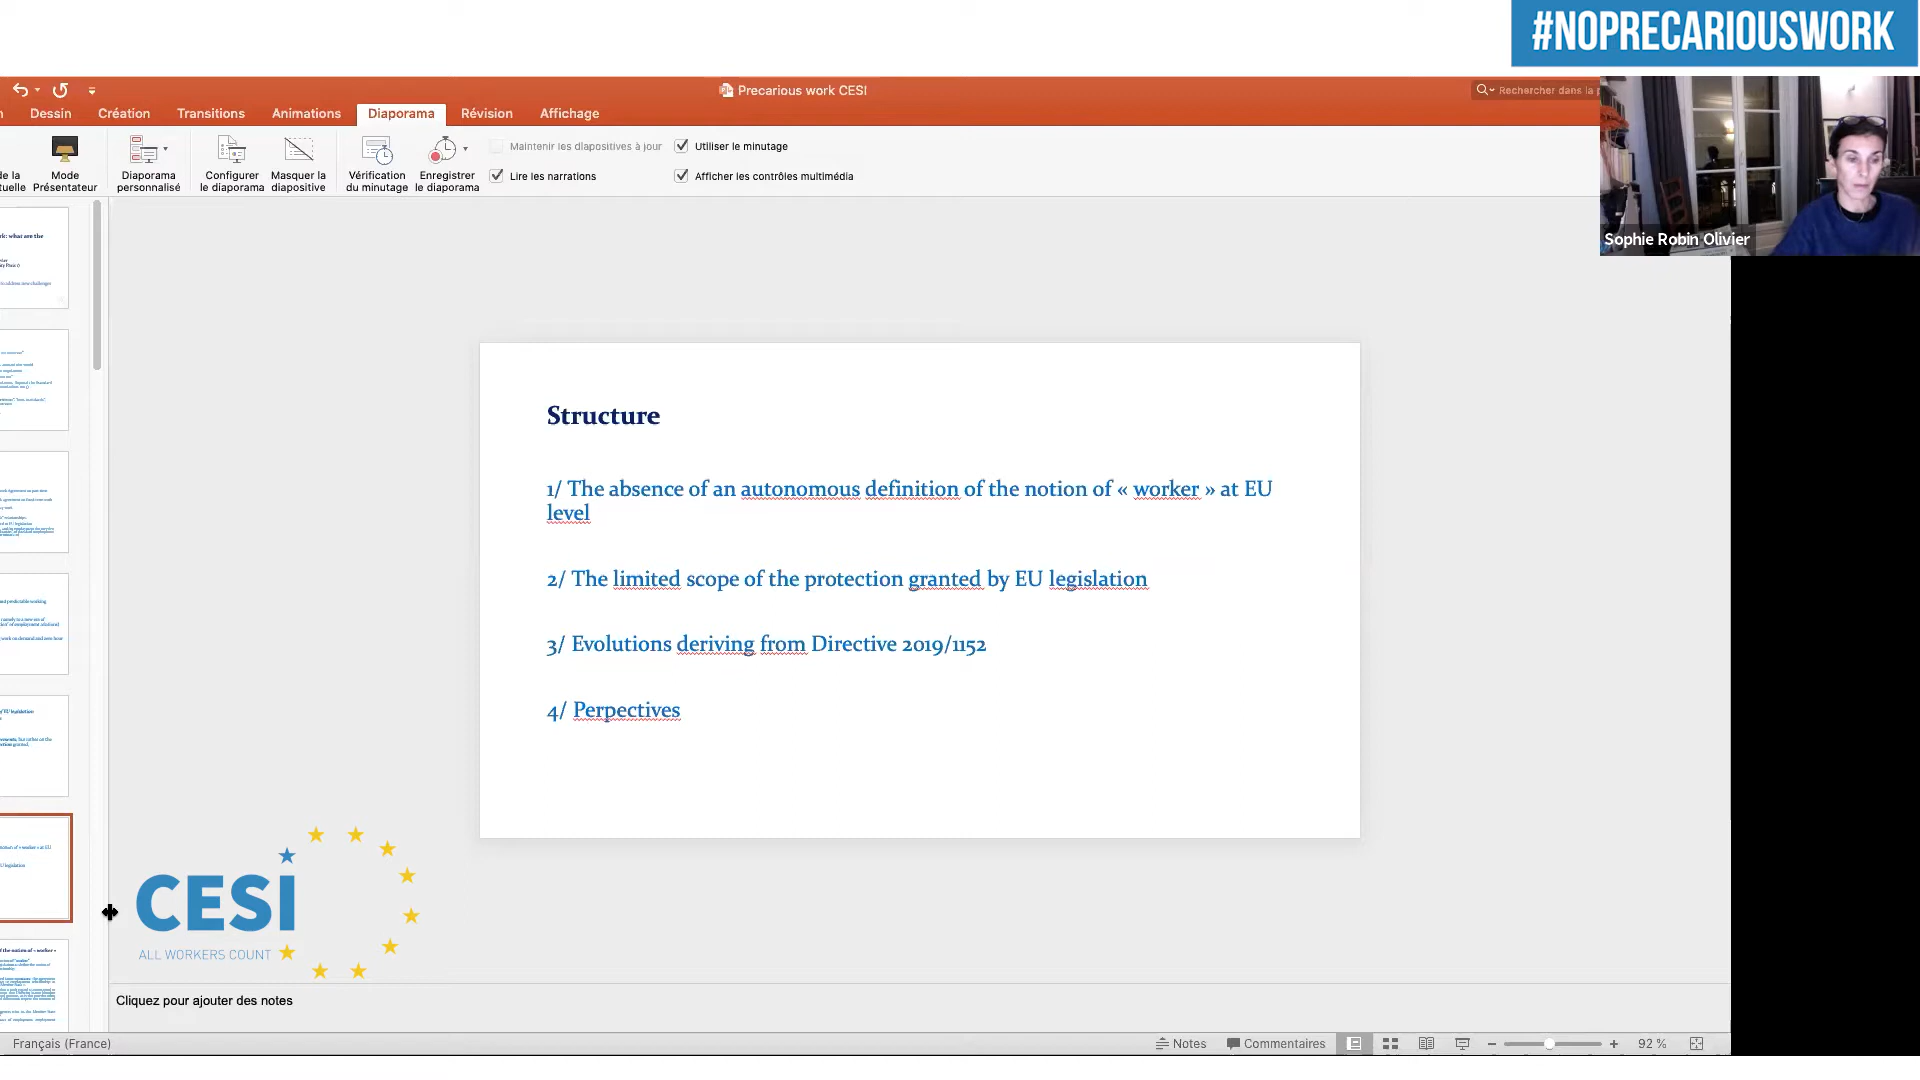 #NOPRECARIOUSWORK
Precarious work CESI
Rechercher dans la p
Dessin Création Transitions Animations Diaporama Révision Affichage
Maintenir les diapositives à jour Utiliser le minutage
Mode Présentateur
Diaporama personnalisé
Configurer le diaporama
Masquer la diapositive
Vérification du minutage
Enregistrer le diaporama
Lire les narrations Afficher les contrôles multimédia
Sophie Robin Olivier
Structure
1/ The absence of an autonomous definition of the notion of « worker » at EU
level
2/ The limited scope of the protection granted by EU legislation
3/ Evolutions deriving from Directive 2019/1152
4/ Perpectives
CESI
ALL WORKERS COUNT
Cliquez pour ajouter des notes
Français (France) Notes Commentaires 92 %